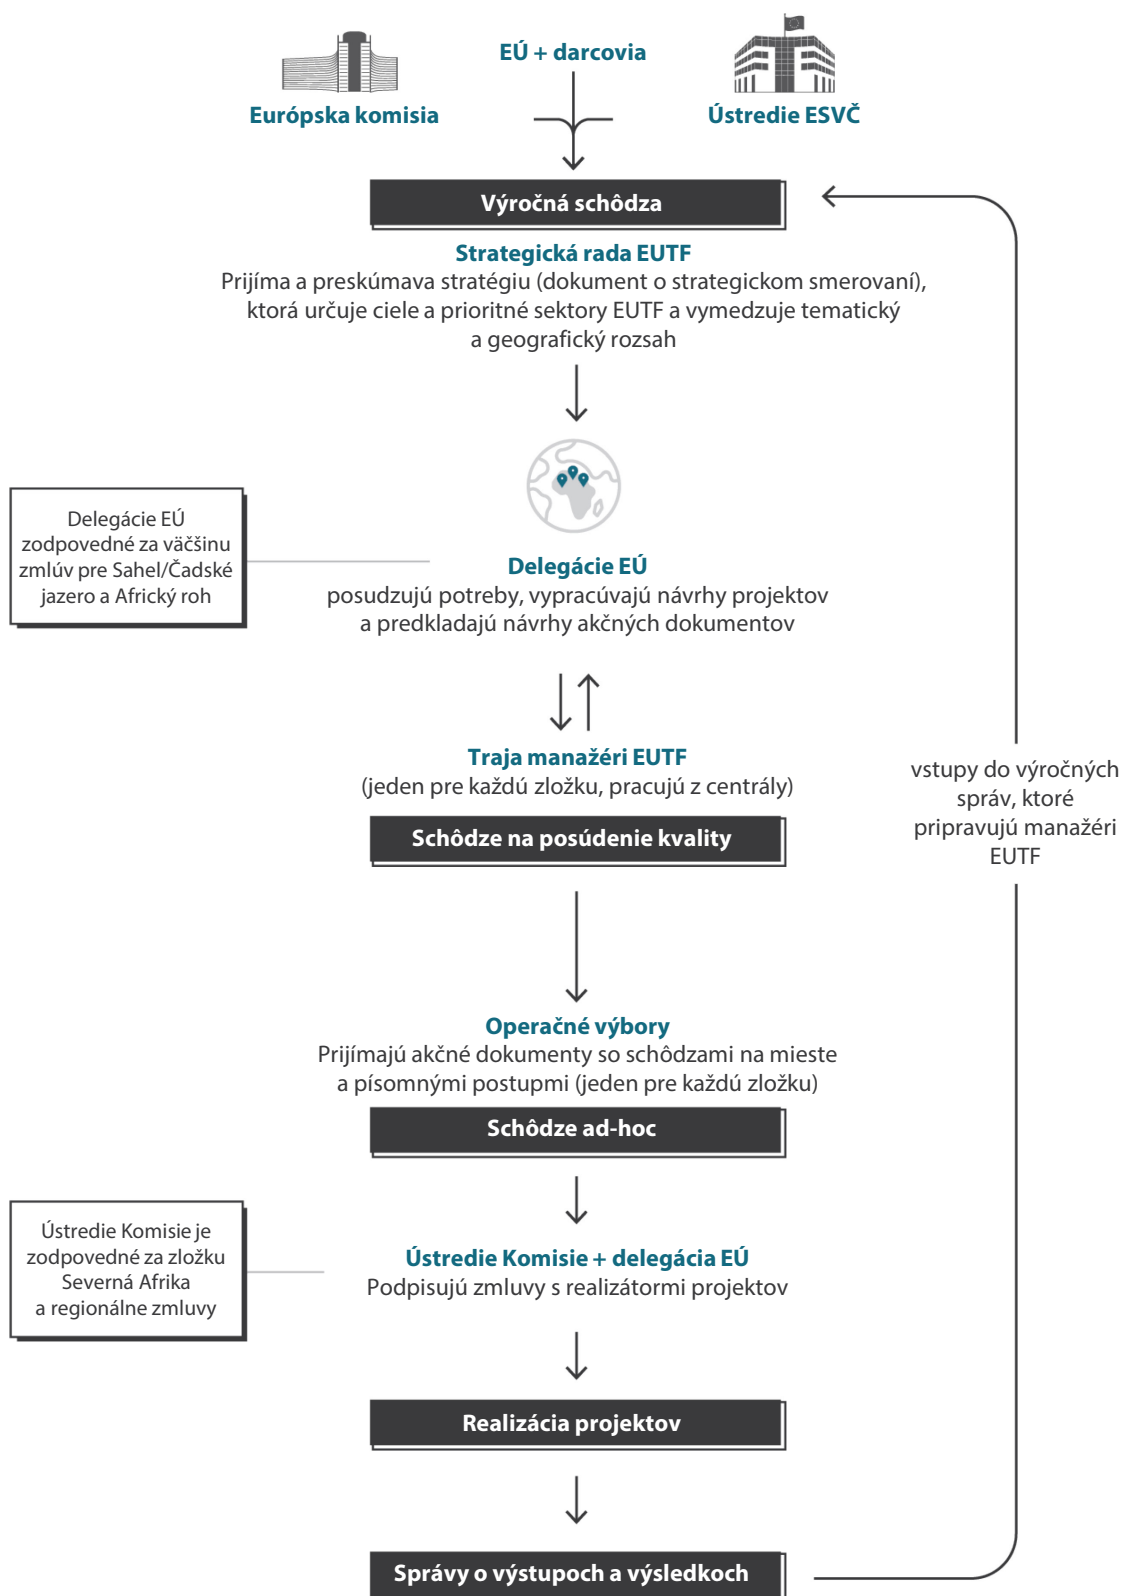 EÚ + darcovia
Európska komisia
Ústredie ESVČ
Výročná schôdza
Strategická rada EUTF
Prijíma a preskúmava stratégiu (dokument o strategickom smerovaní),
ktorá určuje ciele a prioritné sektory EUTF a vymedzuje tematický
a geografický rozsah
Delegácie EÚ
zodpovedné za väčšinu
zmlúv pre Sahel/Čadské
jazero a Africký roh
Delegácie EÚ
posudzujú potreby, vypracúvajú návrhy projektov
a predkladajú návrhy akčných dokumentov
Traja manažéri EUTF
(jeden pre každú zložku, pracujú z centrály)
Schôdze na posúdenie kvality
vstupy do výročných
správ, ktoré
pripravujú manažéri
EUTF
Operačné výbory
Prijímajú akčné dokumenty so schôdzami na mieste
a písomnými postupmi (jeden pre každú zložku)
Schôdze ad-hoc
Ústredie Komisie je
zodpovedné za zložku
Severná Afrika
a regionálne zmluvy
Ústredie Komisie + delegácia EÚ
Podpisujú zmluvy s realizátormi projektov
Realizácia projektov
Správy o výstupoch a výsledkoch